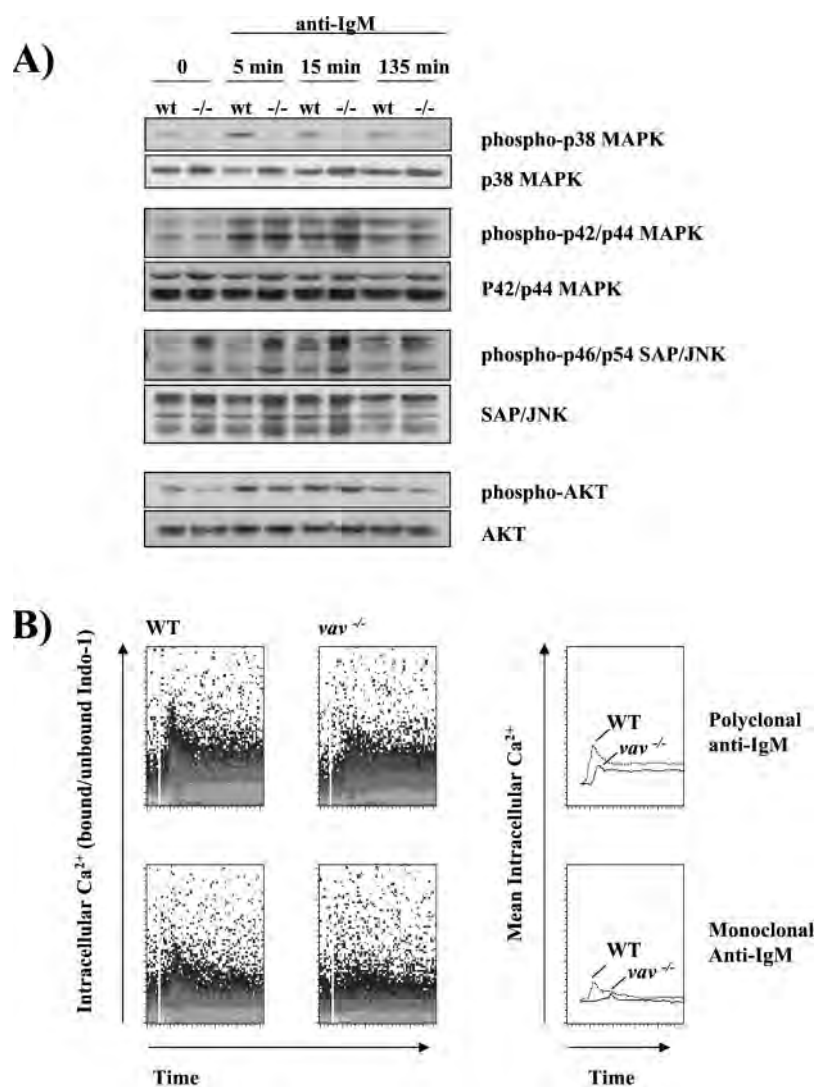 A)
anti-IgM
0 5 min 15 min 135 min
wt -/- wt -/- wt -/- wt -/-
phospho-p38 MAPK
p38 MAPK
phospho-p42/p44 MAPK
P42/p44 MAPK
phospho-p46/p54 SAP/JNK
SAP/JNK
phospho-AKT
AKT
B)
WT vav -/-
Intracellular Ca2+ (bound/unbound Indo-1)
Mean Intracellular Ca2+
WT
vav -/-
Polyclonal
anti-IgM
WT
vav -/-
Monoclonal
Anti-IgM
Time
Time